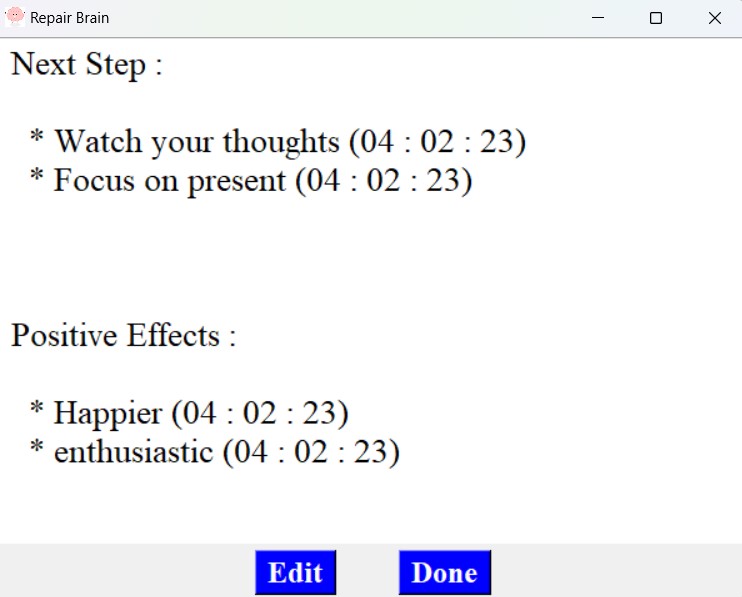 Repair Brain
Next Step :
* Watch your thoughts (04 : 02 : 23)
* Focus on present (04 : 02 : 23)
Positive Effects :
* Happier (04 : 02 : 23)
* enthusiastic (04 : 02 : 23)
Edit Done